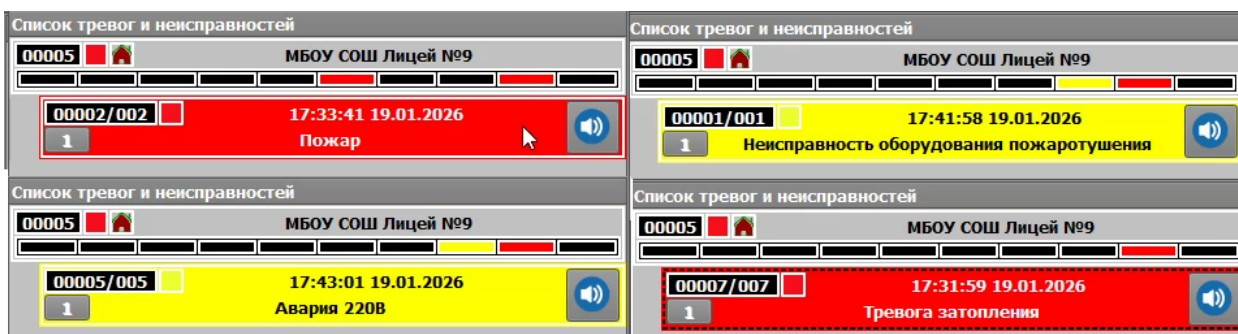 Список тревог и неисправностей
00005 МБОУ СОШ Лицей №9
00002/002 17:33:41 19.01.2026
1 Пожар
Список тревог и неисправностей
00005 МБОУ СОШ Лицей №9
00001/001 17:41:58 19.01.2026
1 Неисправность оборудования пожаротушения
Список тревог и неисправностей
00005 МБОУ СОШ Лицей №9
00005/005 17:43:01 19.01.2026
1 Авария 220В
Список тревог и неисправностей
00005 МБОУ СОШ Лицей №9
00007/007 17:31:59 19.01.2026
1 Тревога затопления